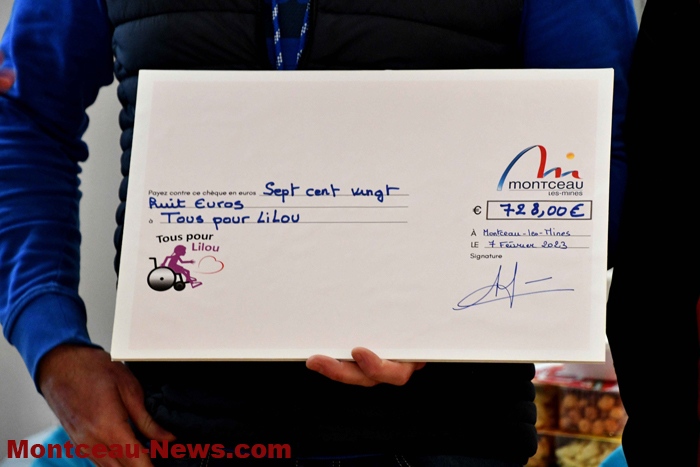 Payez contre ce chèque en euros Sept cent vingt
Huit Euros
à Tous pour Lilou
Tous pour
Lilou
MONTCEAU
LES-MINES
€ 728,00 €
À Montceau-les-Mines
LE 7 Février 2023
Signature
Montceau-News.com